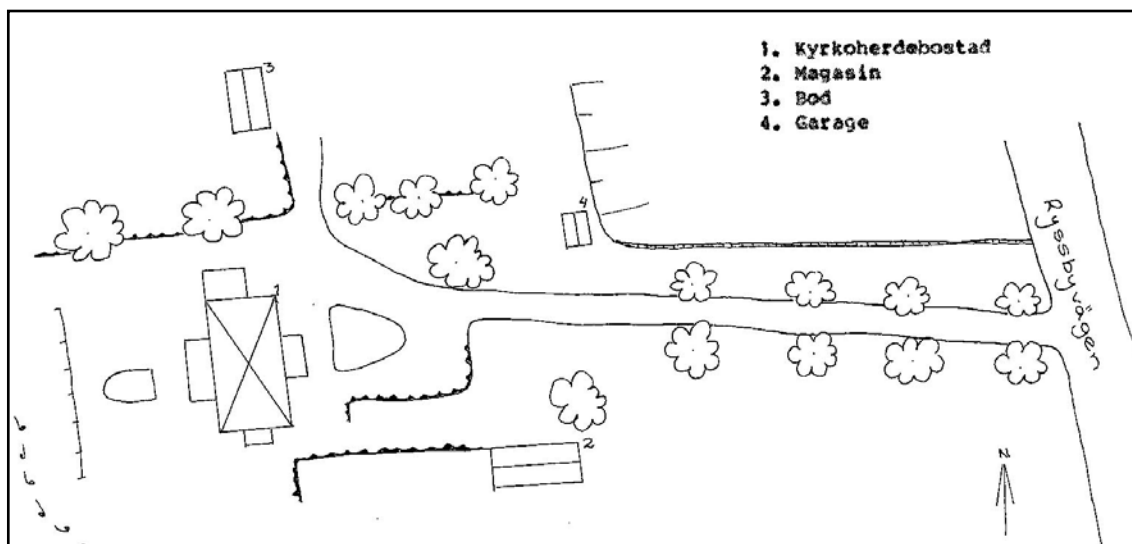 1. Kyrkoherdebostad
2. Magasin
3. Bod
4. Garage
3
4
1
Ryssbyvägen
2
N